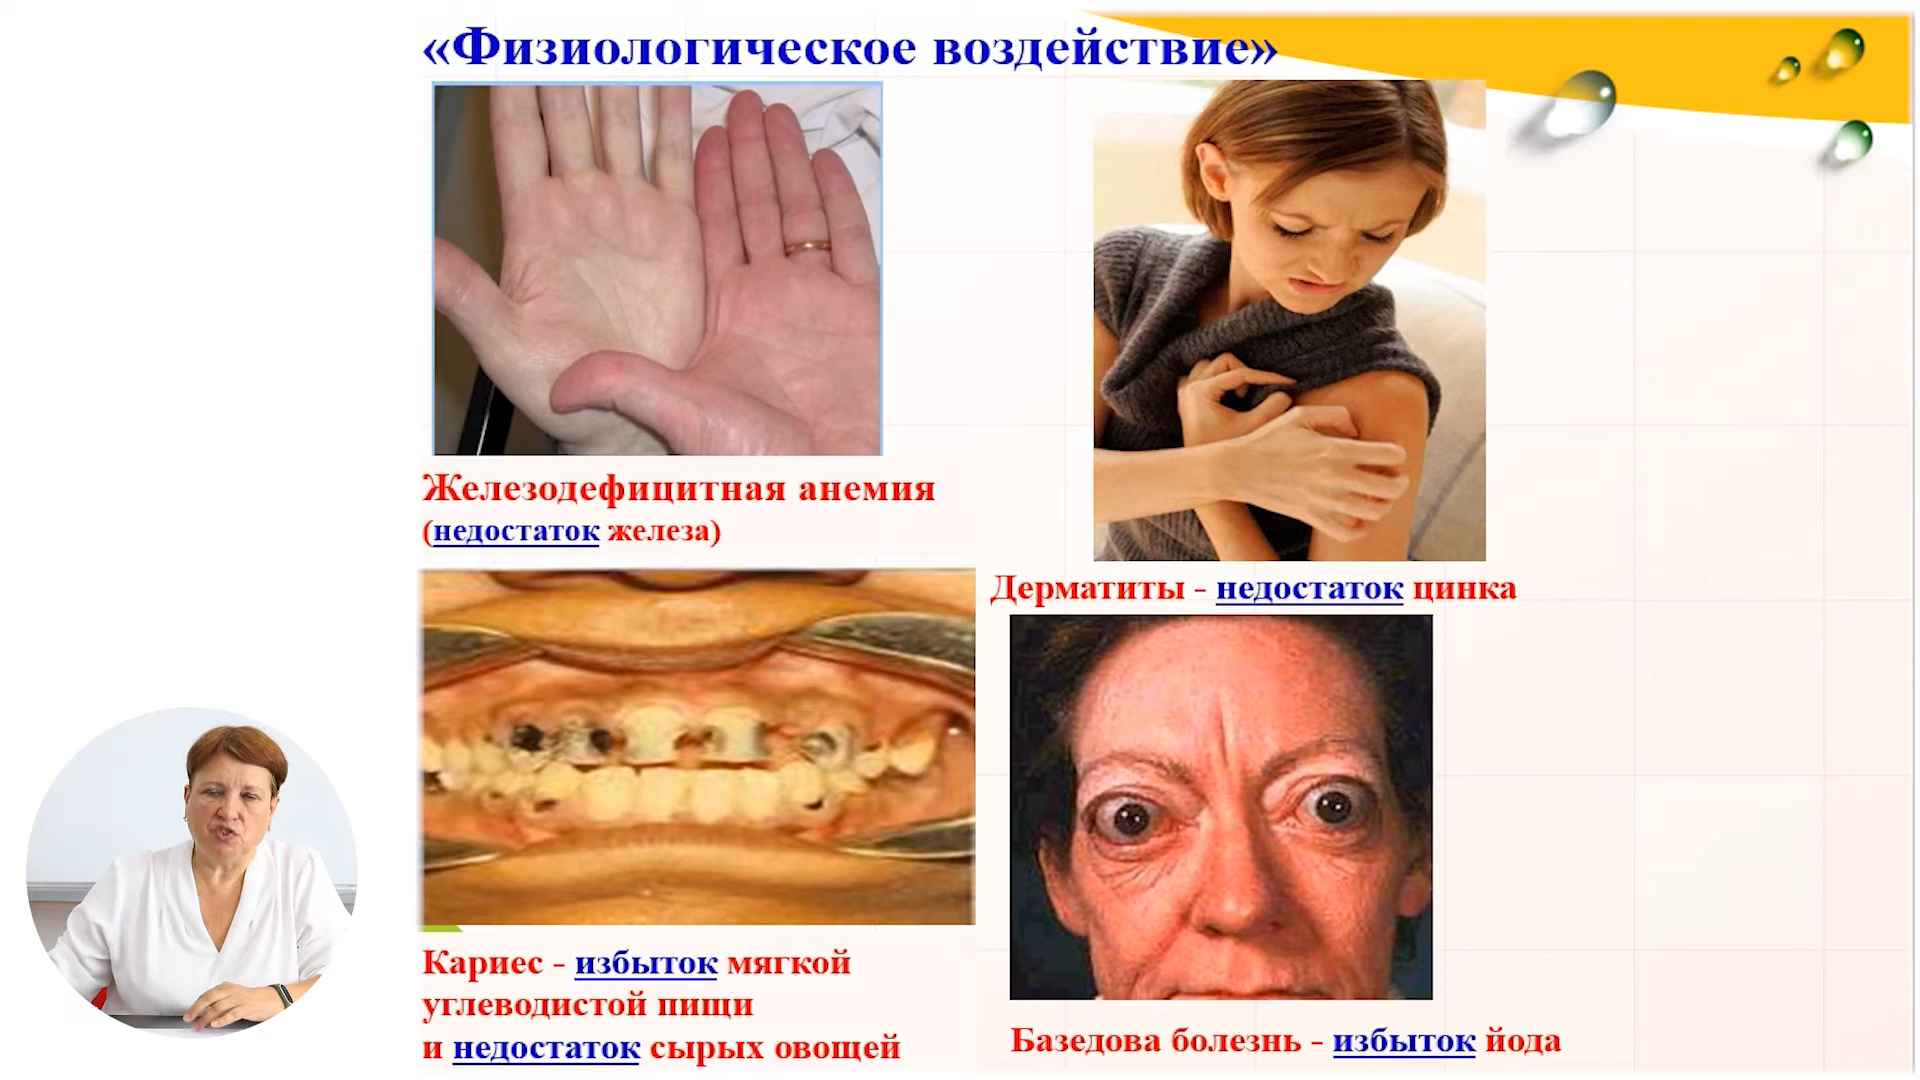 «Физиологическое воздействие»
Железодефицитная анемия
(недостаток железа)
Дерматиты - недостаток цинка
Кариес - избыток мягкой
углеводистой пищи
и недостаток сырых овощей
Базедова болезнь - избыток йода